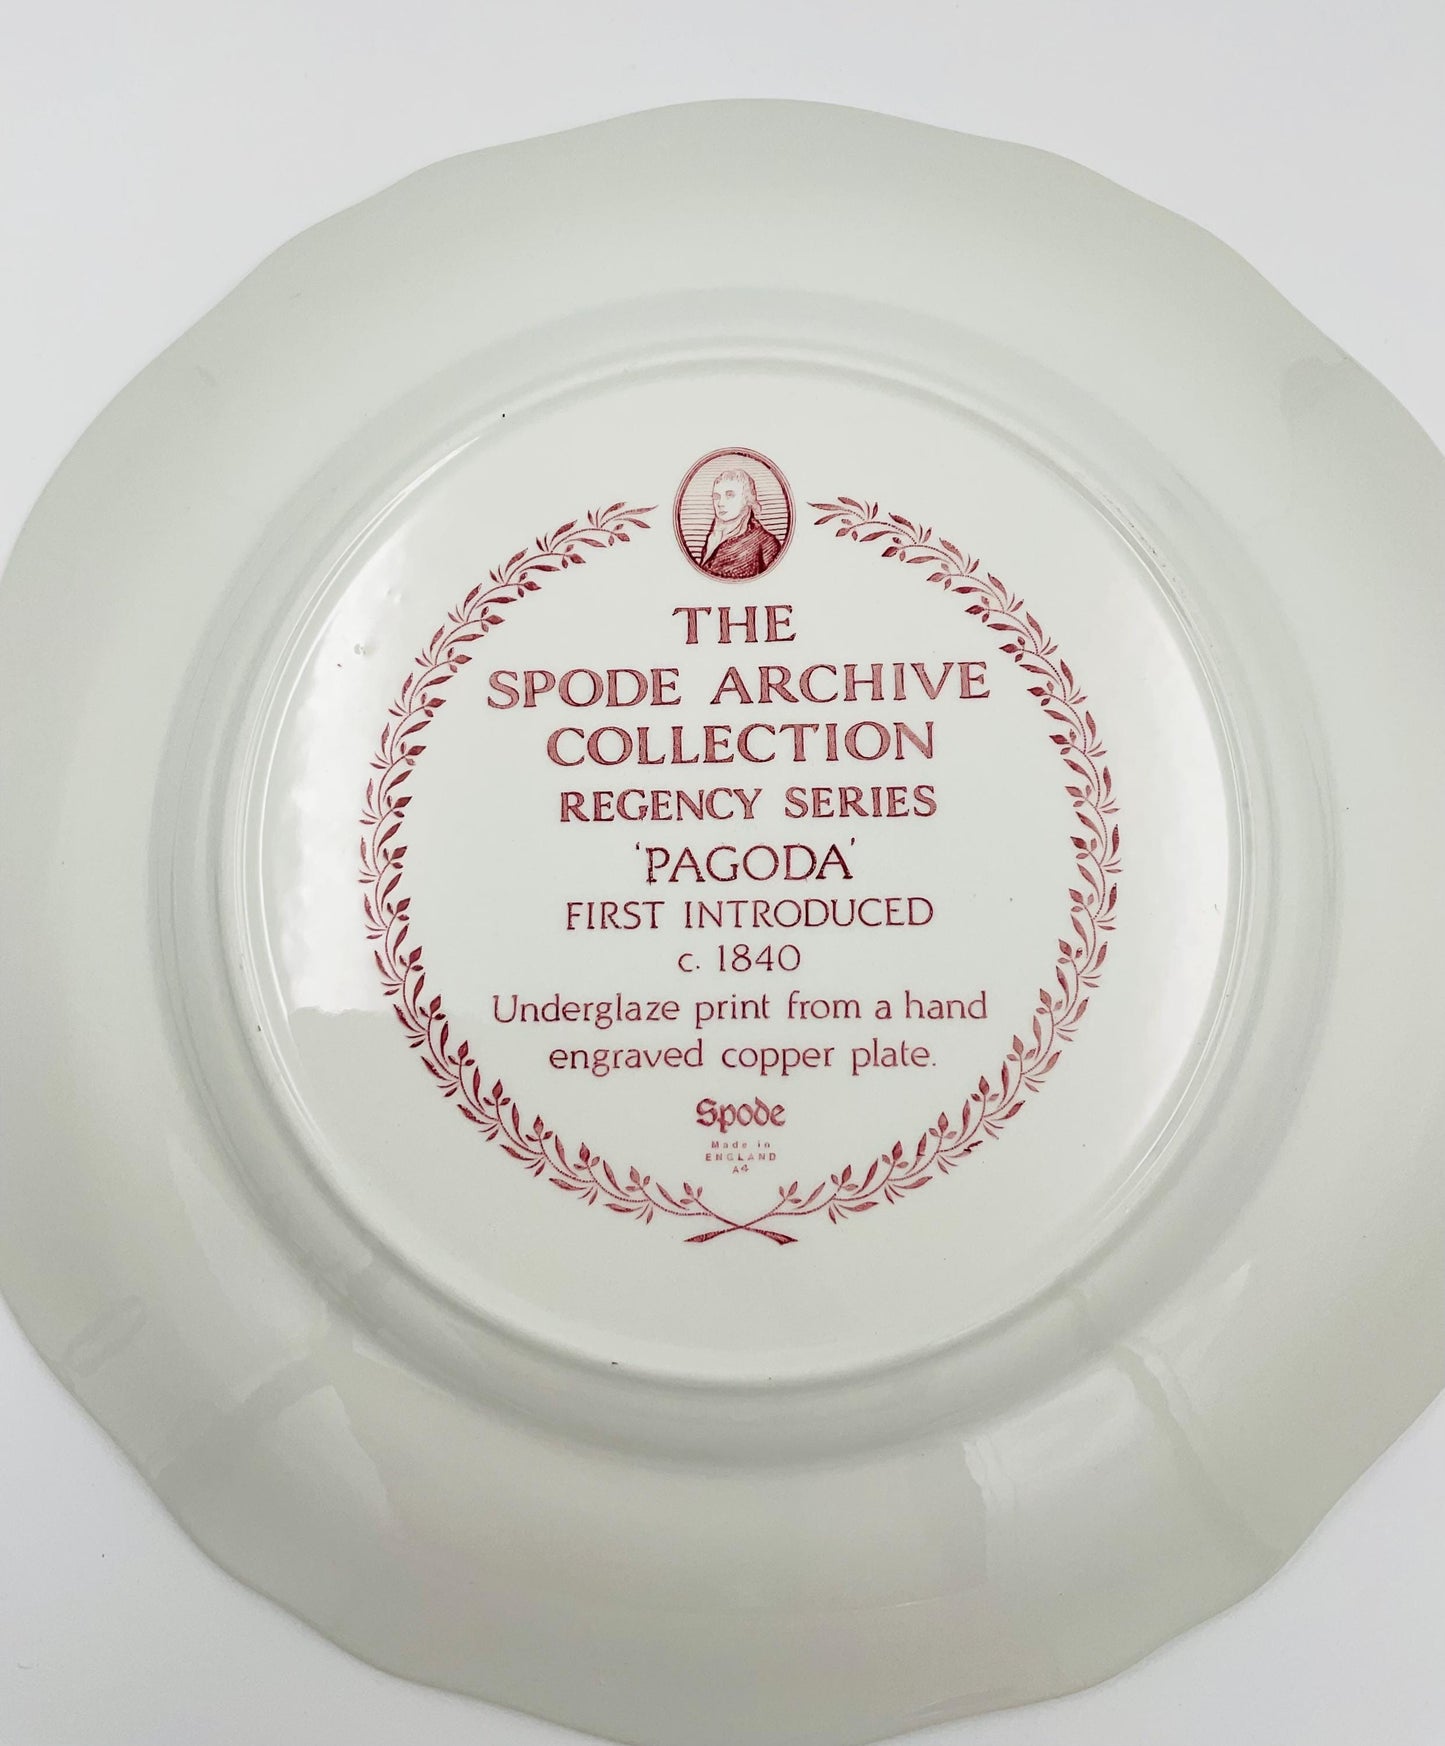 THE
SPODE ARCHIVE
COLLECTION
REGENCY SERIES
'PAGODA'
FIRST INTRODUCED
c. 1840
Underglaze print from a hand
engraved copper plate.
Spode
Made in
ENGLAND
A4